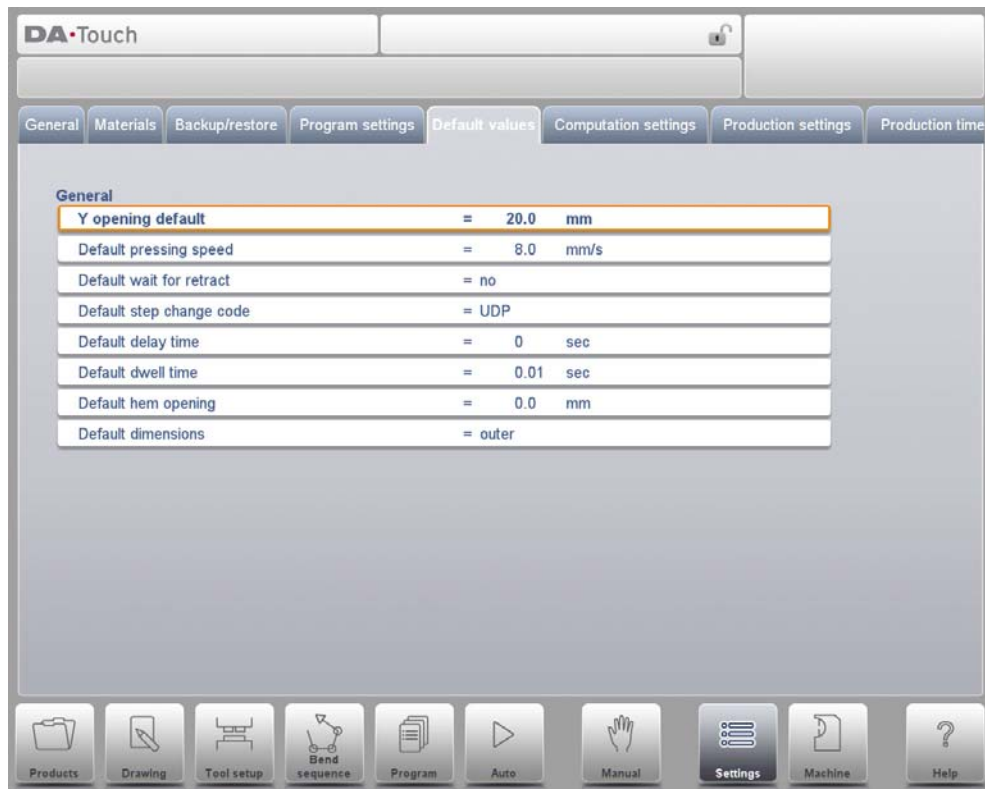 DA·Touch
General Materials Backup/restore Program settings Default values Computation settings Production settings Production time
General
Y opening default = 20.0 mm
Default pressing speed = 8.0 mm/s
Default wait for retract = no
Default step change code = UDP
Default delay time = 0 sec
Default dwell time = 0.01 sec
Default hem opening = 0.0 mm
Default dimensions = outer
Products Drawing Tool setup Bend sequence Program Auto Manual Settings Machine Help